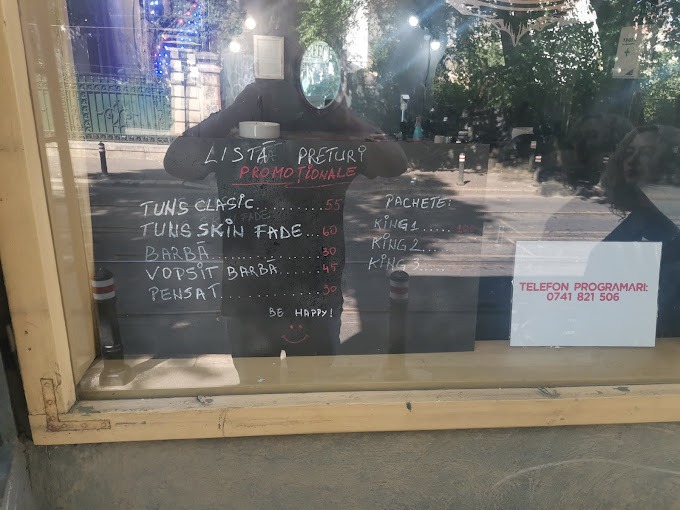 LISTĂ PREȚURI
PROMOȚIONALE
TUNS CLASIC............55
FADE
TUNS SKIN FADE...60
BARBĂ...............30
VOPSIT BARBĂ.....45
PENSAT................30
BE HAPPY!
PACHETE:
KING 1......
KING 2....
KING 3.....
TELEFON PROGRAMARI:
0741 821 506